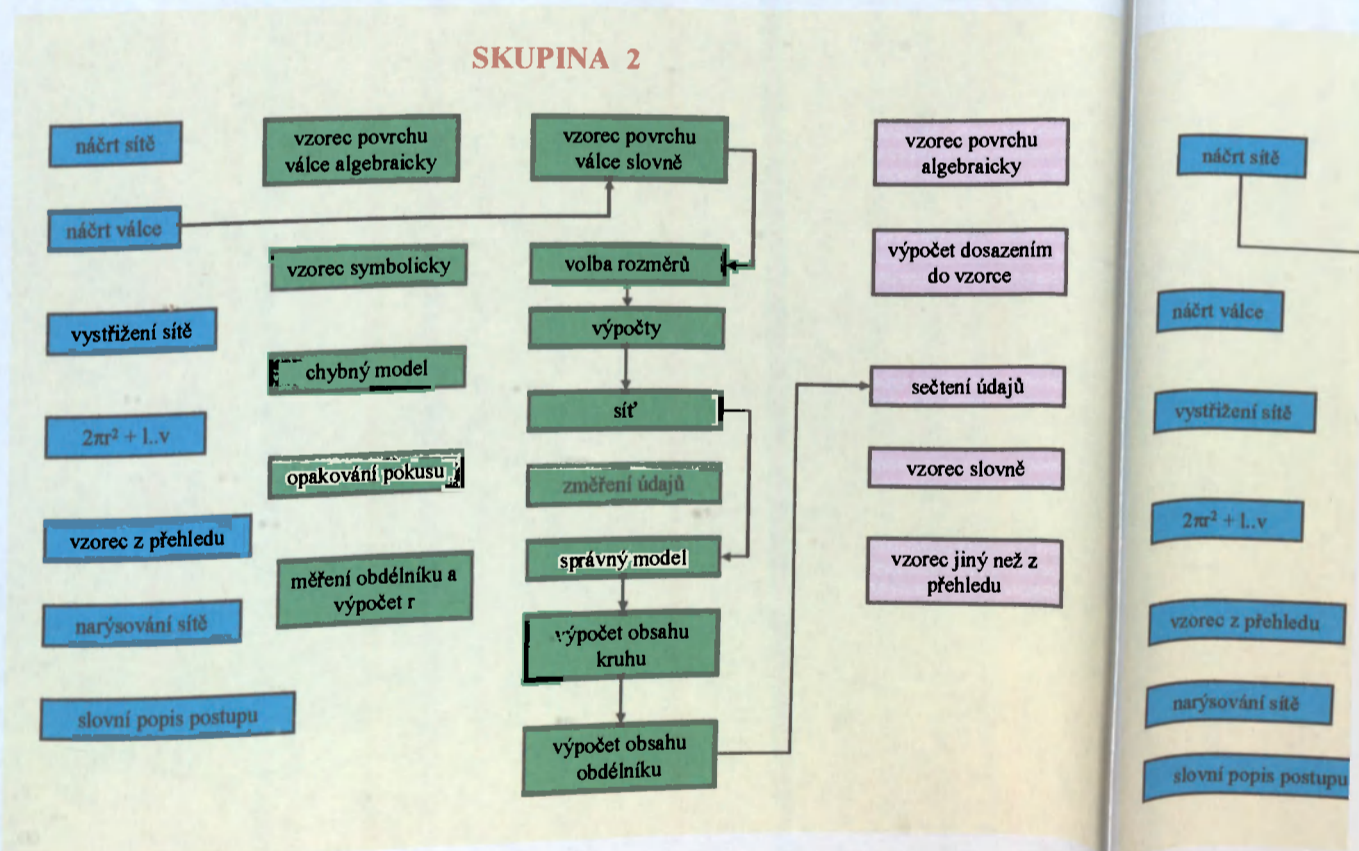 SKUPINA 2
náčrt sítě
náčrt válce
vystřižení sítě
2πr² + l..v
vzorec z přehledu
narýsování sítě
slovní popis postupu
vzorec povrchu
válce algebraicky
vzorec symbolicky
chybný model
opakování pokusu
měření obdélníku a
výpočet r
vzorec povrchu
válce slovně
volba rozměrů
výpočty
síť
změření údajů
správný model
výpočet obsahu
kruhu
výpočet obsahu
obdélníku
vzorec povrchu
algebraicky
výpočet dosazením
do vzorce
sečtení údajů
vzorec slovně
vzorec jiný než z
přehledu
náčrt sítě
náčrt válce
vystřižení sítě
2πr² + l..v
vzorec z přehledu
narýsování sítě
slovní popis postupu